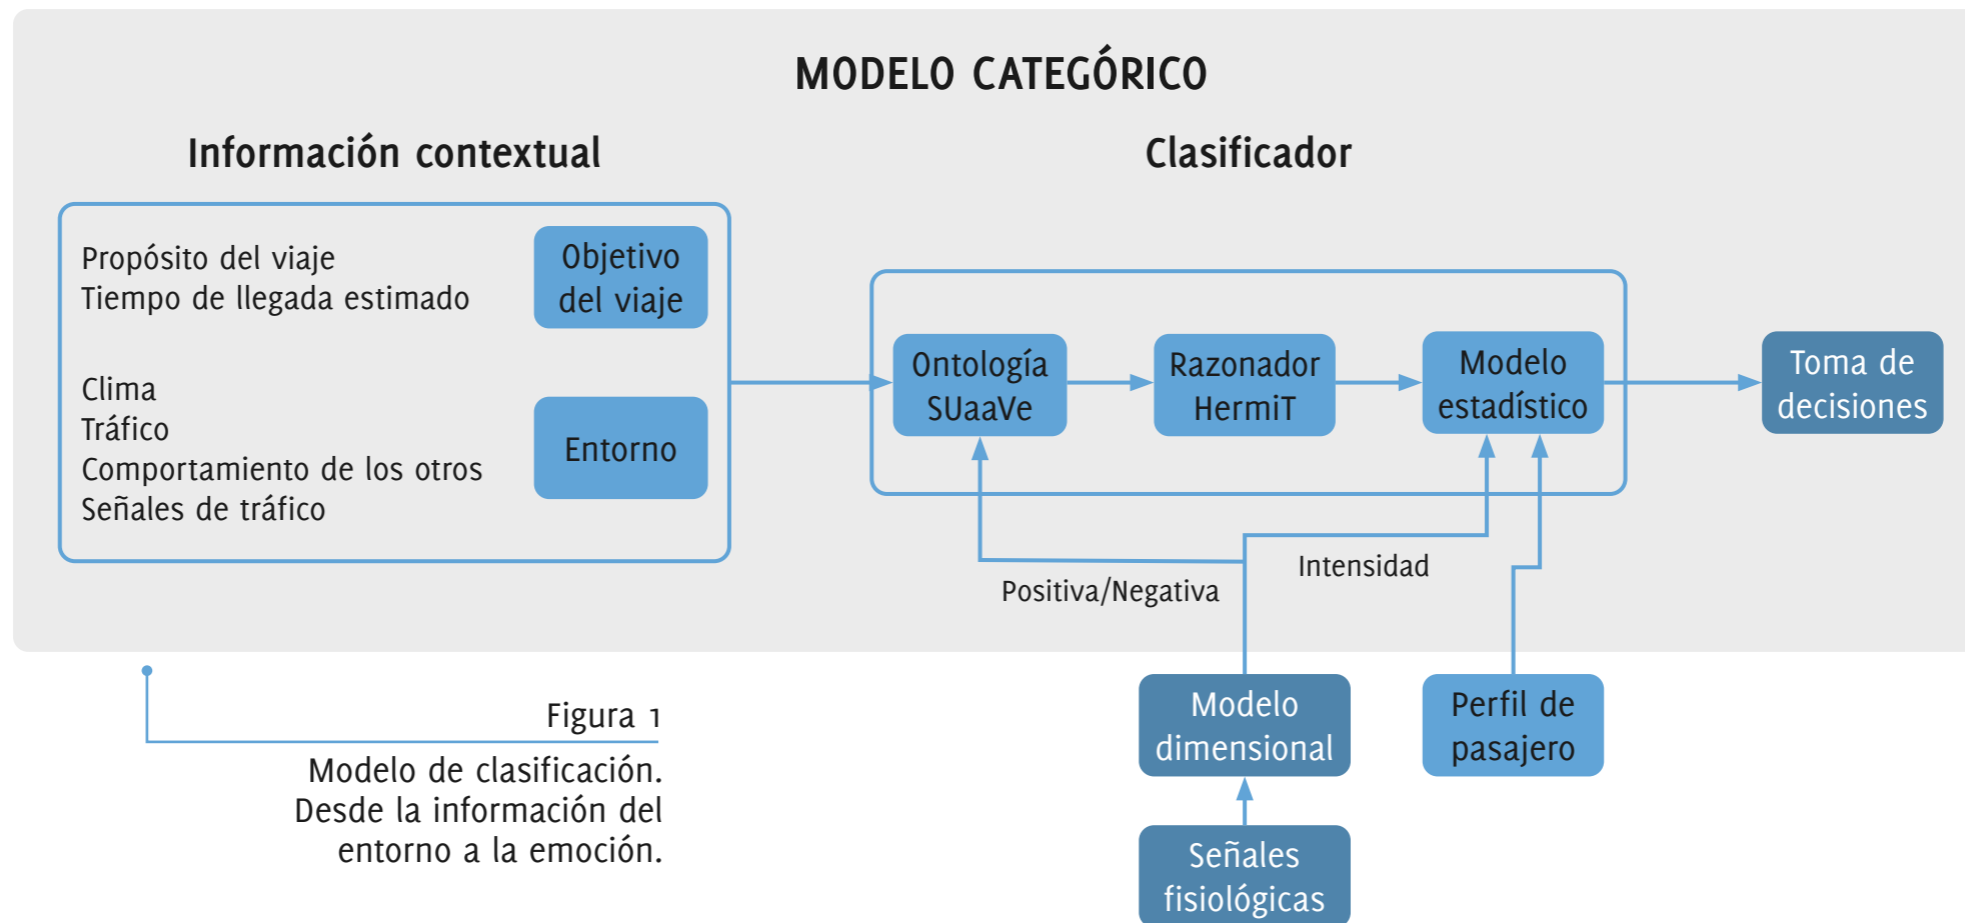 MODELO CATEGÓRICO
Información contextual
Propósito del viaje
Tiempo de llegada estimado
Objetivo
del viaje
Clima
Tráfico
Comportamiento de los otros
Señales de tráfico
Entorno
Clasificador
Ontología
SUaaVe
Razonador
HermiT
Modelo
estadístico
Toma de
decisiones
Positiva/Negativa
Intensidad
Modelo
dimensional
Perfil de
pasajero
Señales
fisiológicas
Figura 1
Modelo de clasificación.
Desde la información del
entorno a la emoción.